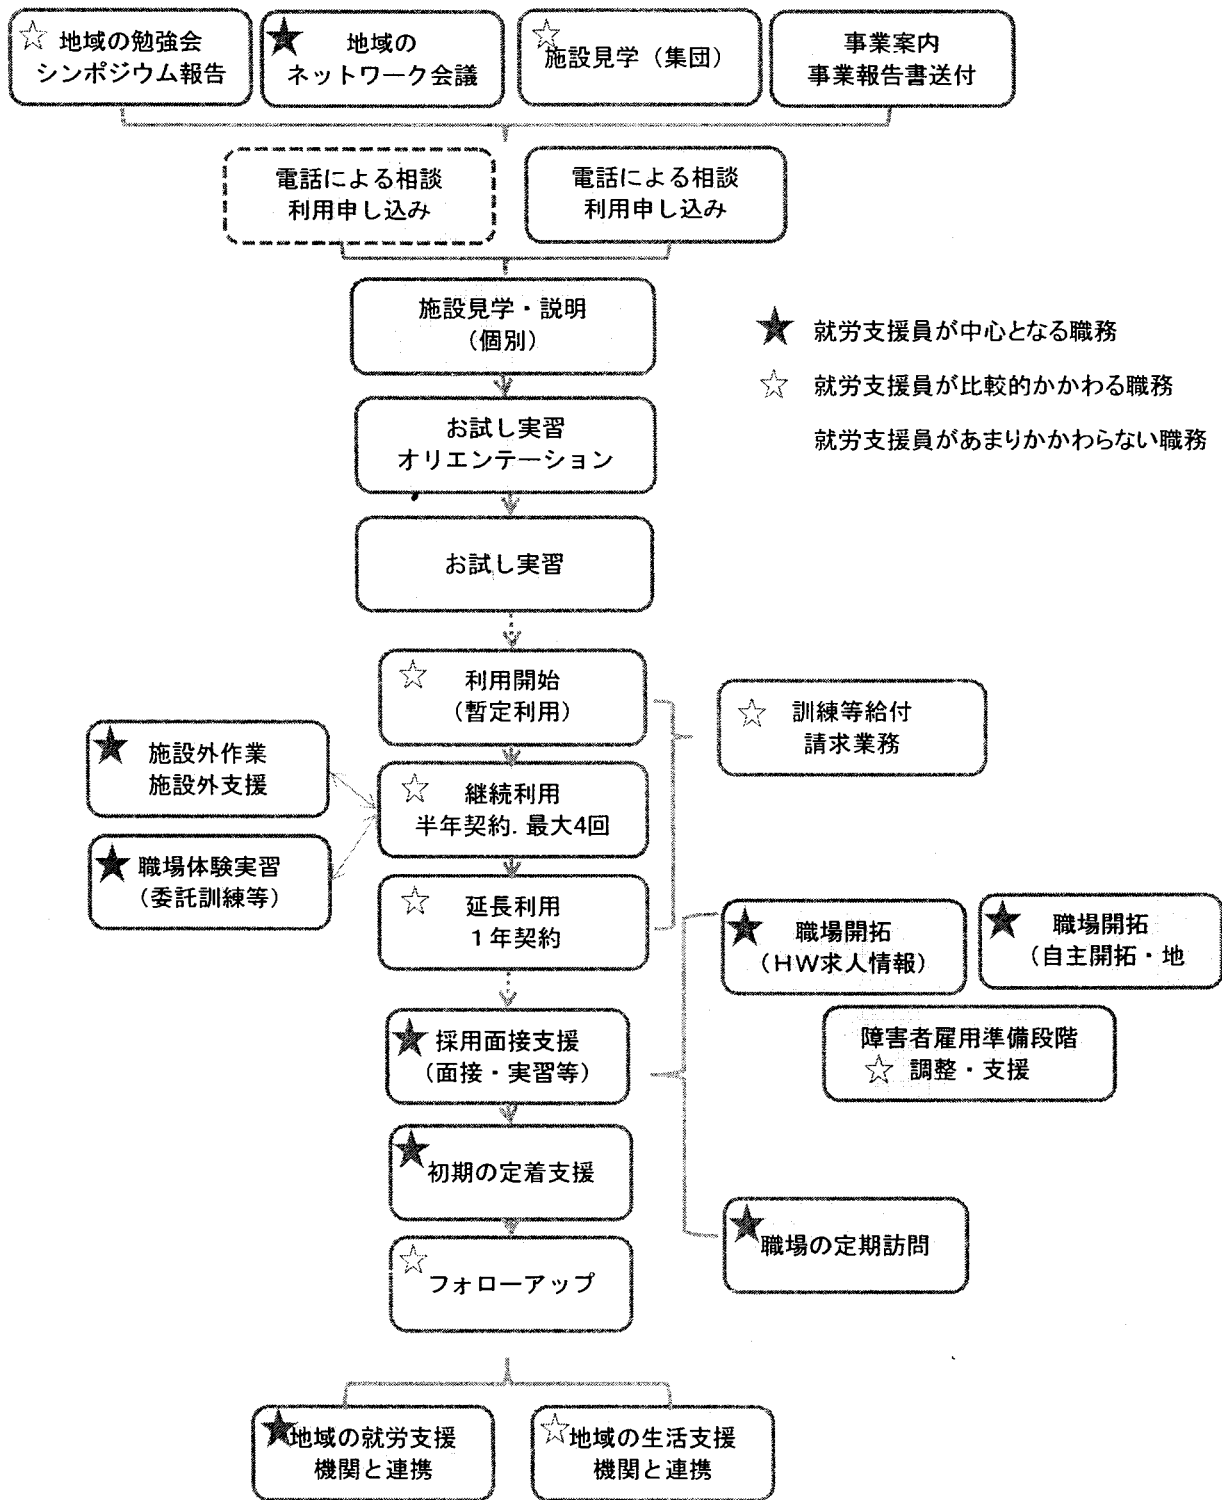 ☆ 地域の勉強会
シンポジウム報告
★ 地域の
ネットワーク会議
☆ 施設見学（集団）
事業案内
事業報告書送付
電話による相談
利用申し込み
電話による相談
利用申し込み
施設見学・説明
（個別）
★ 就労支援員が中心となる職務
☆ 就労支援員が比較的かかわる職務
就労支援員があまりかかわらない職務
お試し実習
オリエンテーション
お試し実習
☆ 利用開始
（暫定利用）
☆ 訓練等給付
請求業務
★ 施設外作業
施設外支援
☆ 継続利用
半年契約．最大4回
★ 職場体験実習
（委託訓練等）
☆ 延長利用
１年契約
★ 職場開拓
（ＨＷ求人情報）
★ 職場開拓
（自主開拓・地
★ 採用面接支援
（面接・実習等）
障害者雇用準備段階
☆ 調整・支援
★ 初期の定着支援
★ 職場の定期訪問
☆ フォローアップ
★ 地域の就労支援
機関と連携
☆ 地域の生活支援
機関と連携